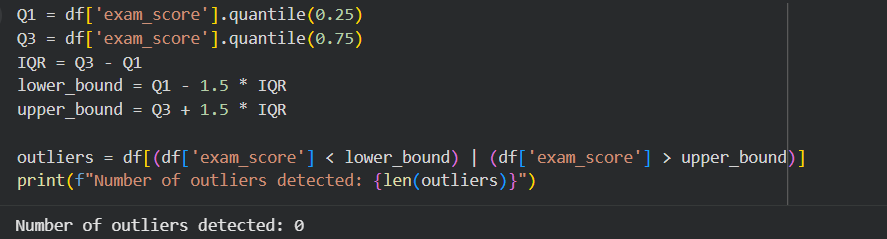 Q1 = df['exam_score'].quantile(0.25)
Q3 = df['exam_score'].quantile(0.75)
IQR = Q3 - Q1
lower_bound = Q1 - 1.5 * IQR
upper_bound = Q3 + 1.5 * IQR
outliers = df[(df['exam_score'] < lower_bound) | (df['exam_score'] > upper_bound)]
print(f"Number of outliers detected: {len(outliers)}")
Number of outliers detected: 0